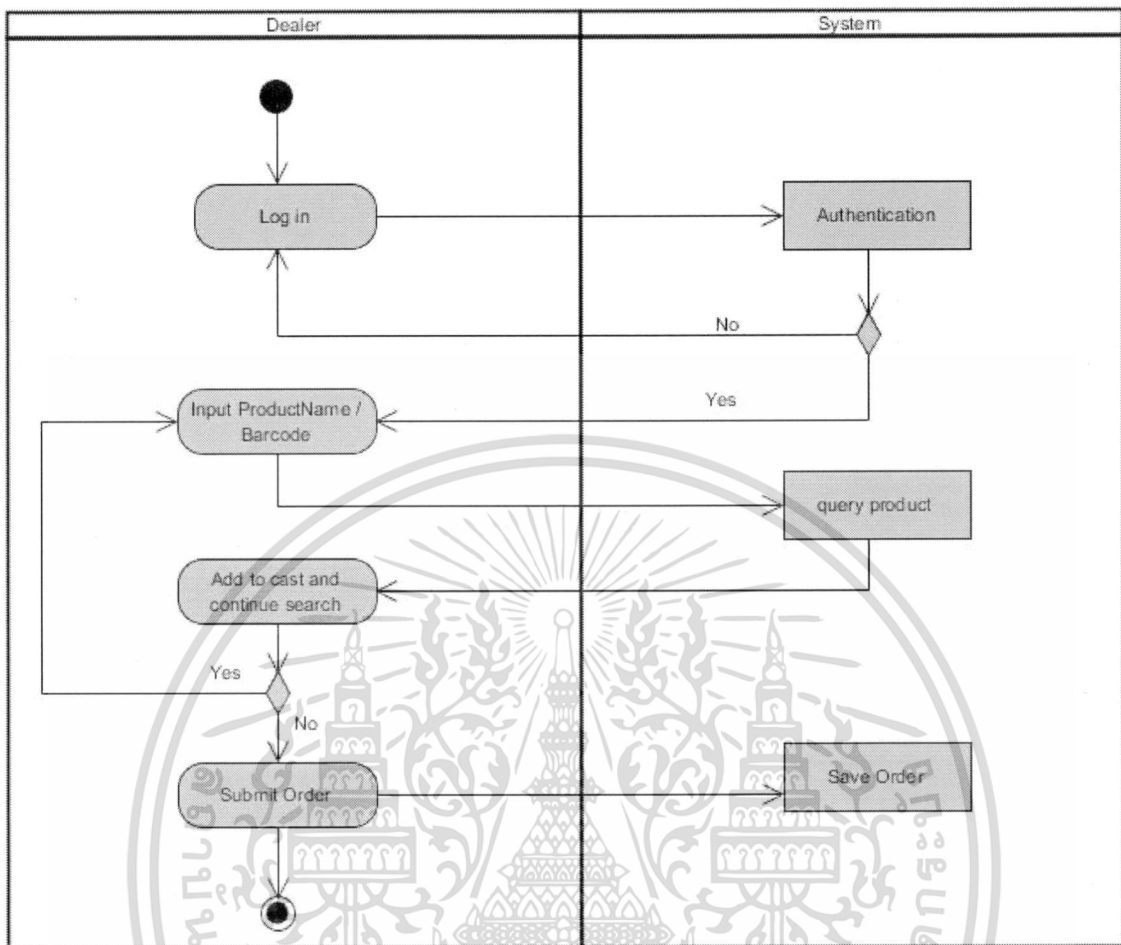 Dealer
System
Log in
Authentication
No
Yes
Input ProductName /
Barcode
query product
Add to cast and
continue search
Yes
No
Submit Order
Save Order